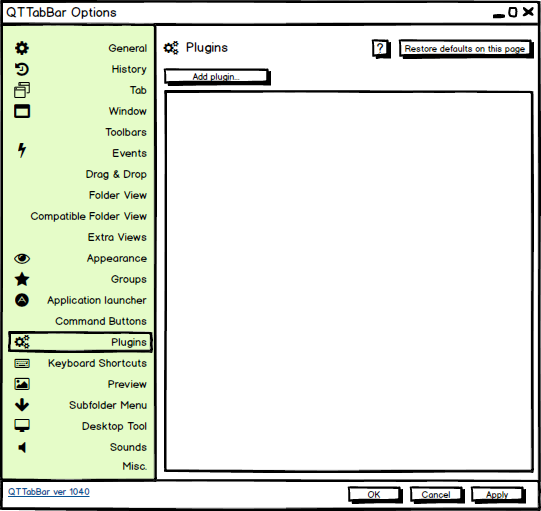 QTTabBar Options
General
History
Tab
Window
Toolbars
Events
Drag & Drop
Folder View
Compatible Folder View
Extra Views
Appearance
Groups
Application launcher
Command Buttons
Plugins
Keyboard Shortcuts
Preview
Subfolder Menu
Desktop Tool
Sounds
Misc.
Plugins
?
Restore defaults on this page
Add plugin...
QTTabBar ver 1040
OK
Cancel
Apply